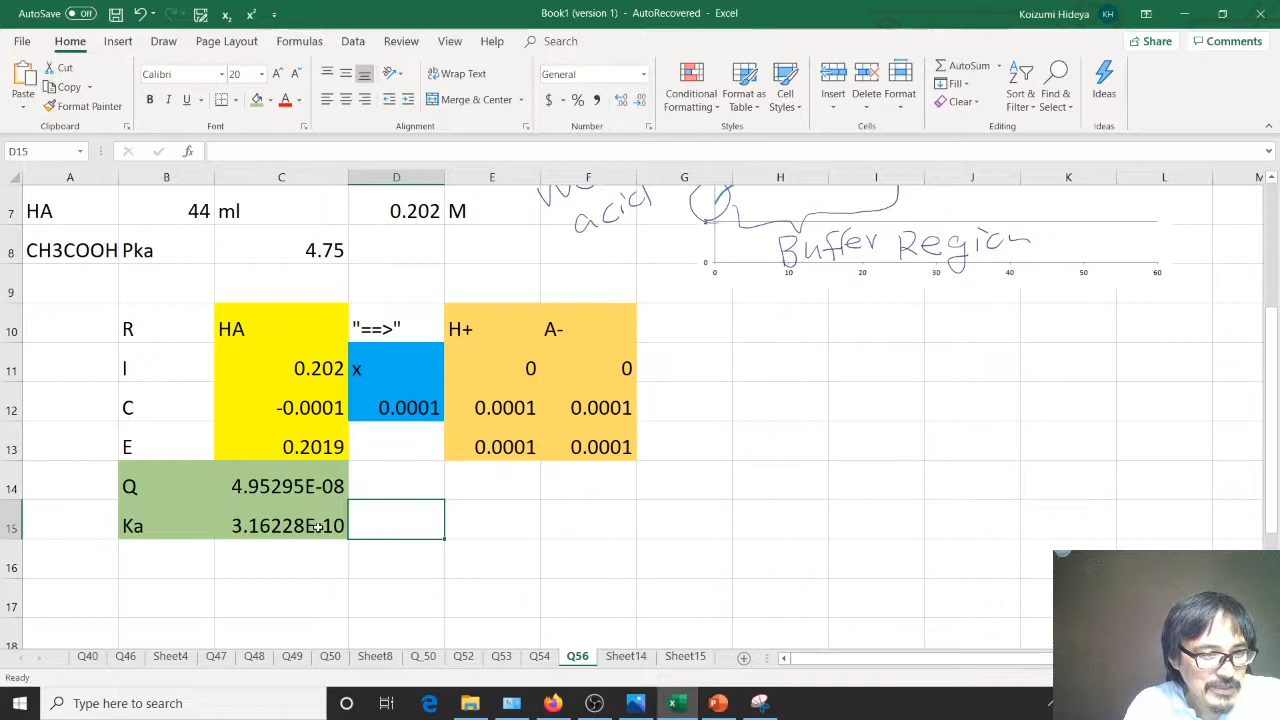 AutoSave Off
Book1 (version 1) - AutoRecovered - Excel
Koizumi Hideya KH
File Home Insert Draw Page Layout Formulas Data Review View Help Search Share Comments
Paste Cut Copy Format Painter
Calibri 20
B I U
Wrap Text
Merge & Center
General
$ % ,
Conditional Formatting Format as Table Cell Styles
Insert Delete Format
AutoSum Fill Clear
Sort & Filter Find & Select
Ideas
Clipboard Font Alignment Number Styles Cells Editing Ideas
D15 fx
A B C D E F G H I J K L M
7 HA 44 ml 0.202 M
acid
8 CH3COOH Pka 4.75
Buffer Region
0
0 10 20 30 40 50 60
9
10 R HA "==>" H+ A-
11 I 0.202 x 0 0
12 C -0.0001 0.0001 0.0001 0.0001
13 E 0.2019 0.0001 0.0001
14 Q 4.95295E-08
15 Ka 3.16228E-10
16
17
18
Q40 Q46 Sheet4 Q47 Q48 Q49 Q50 Sheet8 Q_50 Q52 Q53 Q54 Q56 Sheet14 Sheet15
Ready
Type here to search